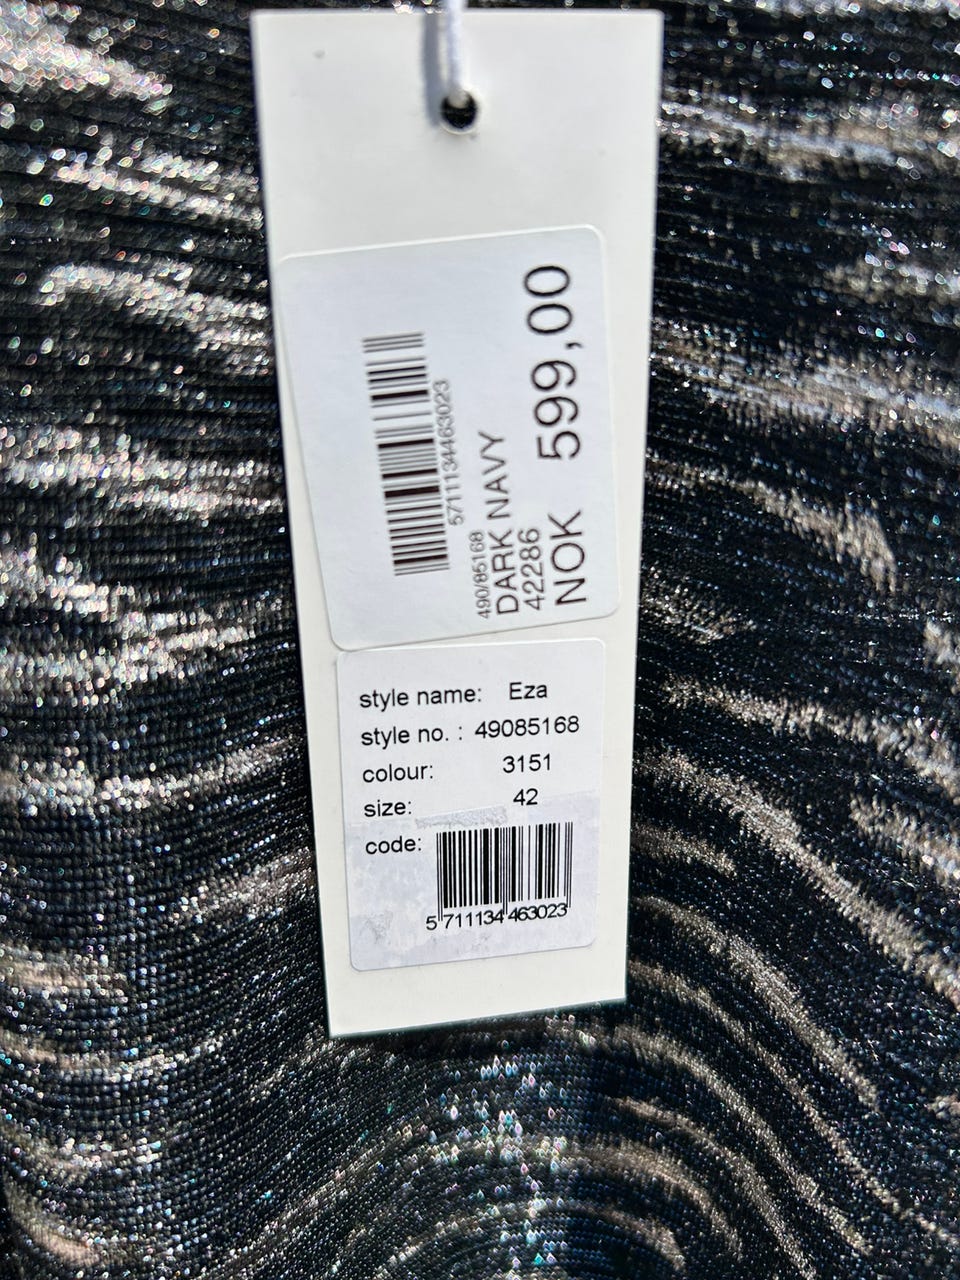 5711134463023
490/85168
DARK NAVY
42286
NOK 599,00
style name: Eza
style no. : 49085168
colour: 3151
size: 42
code:
5 711134 463023